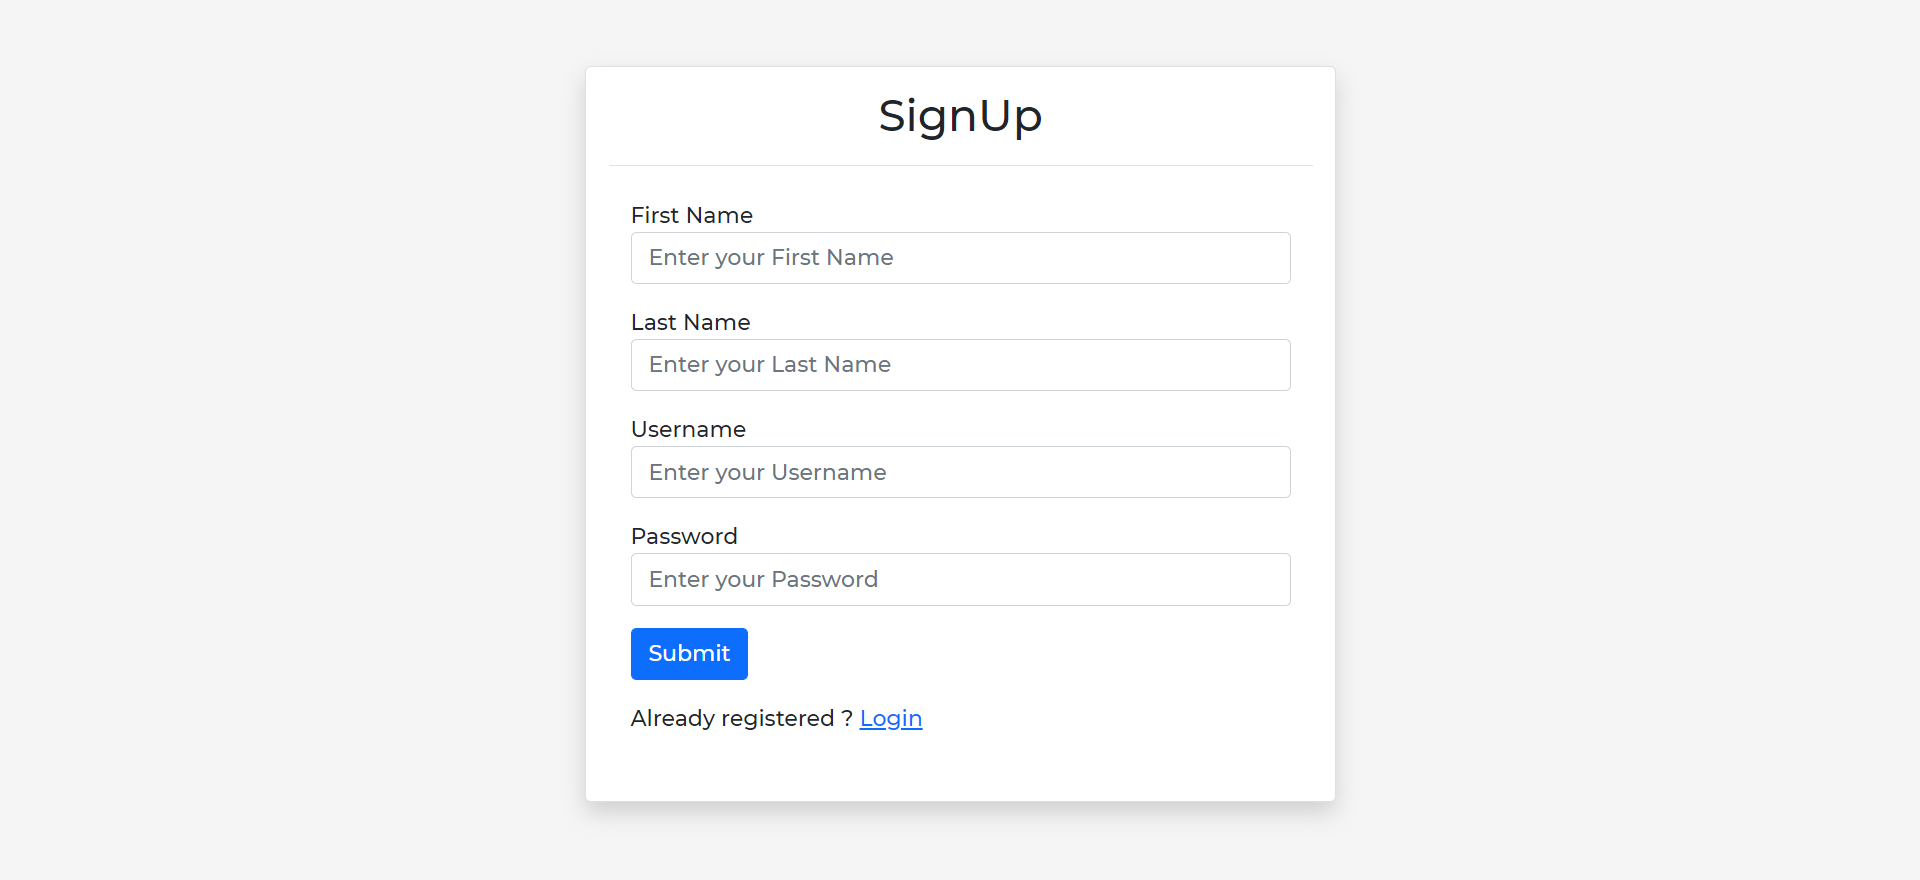 SignUp
First Name
Enter your First Name
Last Name
Enter your Last Name
Username
Enter your Username
Password
Enter your Password
Submit
Already registered ? Login